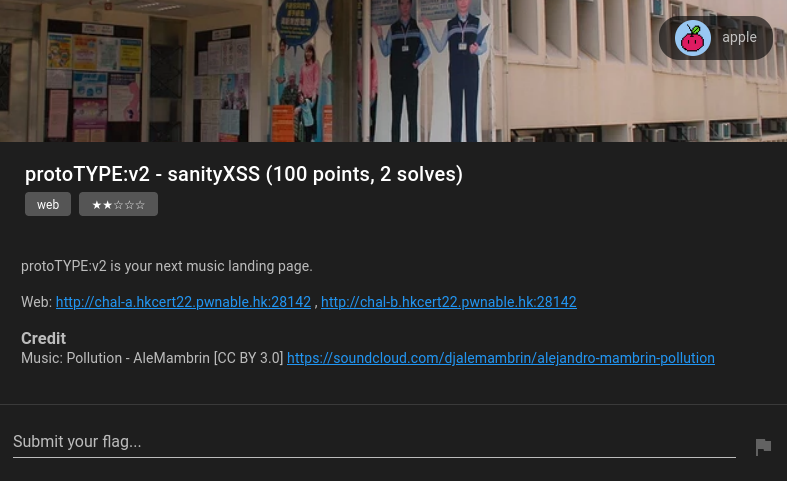 apple
protoTYPE:v2 - sanityXSS (100 points, 2 solves)
web ★★☆☆☆
protoTYPE:v2 is your next music landing page.
Web: http://chal-a.hkcert22.pwnable.hk:28142 , http://chal-b.hkcert22.pwnable.hk:28142
Credit
Music: Pollution - AleMambrin [CC BY 3.0] https://soundcloud.com/djalemambrin/alejandro-mambrin-pollution
Submit your flag...